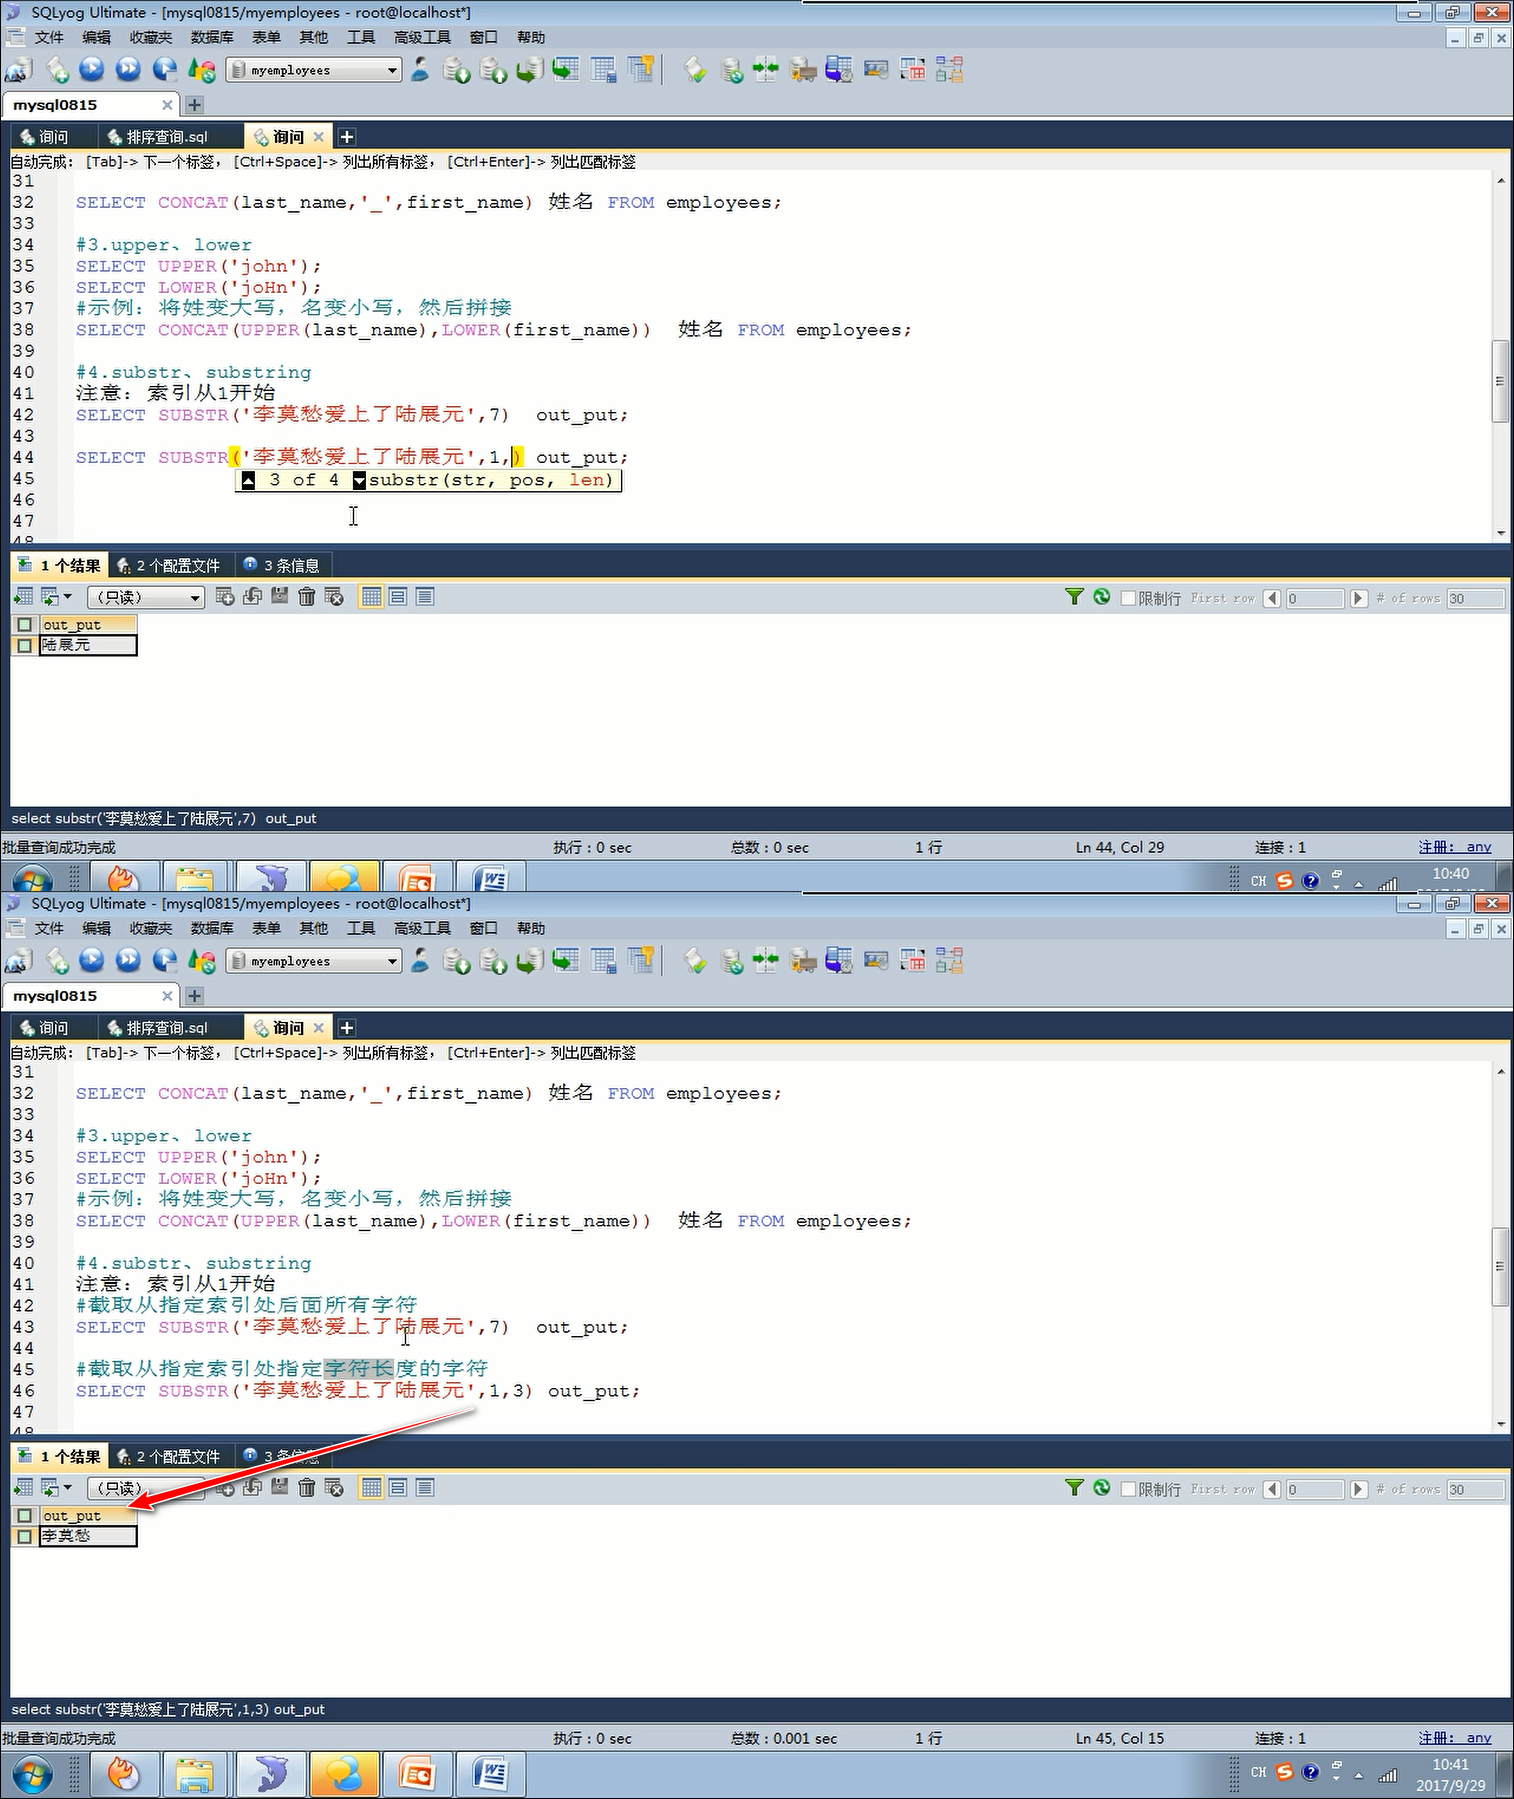 SQLyog Ultimate - [mysql0815/myemployees - root@localhost*]
文件 编辑 收藏夹 数据库 表单 其他 工具 高级工具 窗口 帮助
myemployees
mysql0815
询问 排序查询.sql 询问
自动完成: [Tab]-> 下一个标签, [Ctrl+Space]-> 列出所有标签, [Ctrl+Enter]-> 列出匹配标签
31
32 SELECT CONCAT(last_name,'_',first_name) 姓名 FROM employees;
33
34 #3.upper、lower
35 SELECT UPPER('john');
36 SELECT LOWER('joHn');
37 #示例：将姓变大写，名变小写，然后拼接
38 SELECT CONCAT(UPPER(last_name),LOWER(first_name)) 姓名 FROM employees;
39
40 #4.substr、substring
41 注意：索引从1开始
42 SELECT SUBSTR('李莫愁爱上了陆展元',7) out_put;
43
44 SELECT SUBSTR('李莫愁爱上了陆展元',1,) out_put;
45 3 of 4 substr(str, pos, len)
46
47
48
1 个结果 2 个配置文件 3 条信息
(只读) 限制行 First row 0 # of rows 30
out_put
陆展元
select substr('李莫愁爱上了陆展元',7) out_put
批量查询成功完成 执行：0 sec 总数：0 sec 1 行 Ln 44, Col 29 连接：1 注册: any
CH 10:40
SQLyog Ultimate - [mysql0815/myemployees - root@localhost*]
文件 编辑 收藏夹 数据库 表单 其他 工具 高级工具 窗口 帮助
myemployees
mysql0815
询问 排序查询.sql 询问
自动完成: [Tab]-> 下一个标签, [Ctrl+Space]-> 列出所有标签, [Ctrl+Enter]-> 列出匹配标签
31
32 SELECT CONCAT(last_name,'_',first_name) 姓名 FROM employees;
33
34 #3.upper、lower
35 SELECT UPPER('john');
36 SELECT LOWER('joHn');
37 #示例：将姓变大写，名变小写，然后拼接
38 SELECT CONCAT(UPPER(last_name),LOWER(first_name)) 姓名 FROM employees;
39
40 #4.substr、substring
41 注意：索引从1开始
42 #截取从指定索引处后面所有字符
43 SELECT SUBSTR('李莫愁爱上了陆展元',7) out_put;
44
45 #截取从指定索引处指定字符长度的字符
46 SELECT SUBSTR('李莫愁爱上了陆展元',1,3) out_put;
47
48
1 个结果 2 个配置文件 3 条信息
(只读) 限制行 First row 0 # of rows 30
out_put
李莫愁
select substr('李莫愁爱上了陆展元',1,3) out_put
批量查询成功完成 执行：0 sec 总数：0.001 sec 1 行 Ln 45, Col 15 连接：1 注册: any
CH 10:41
2017/9/29